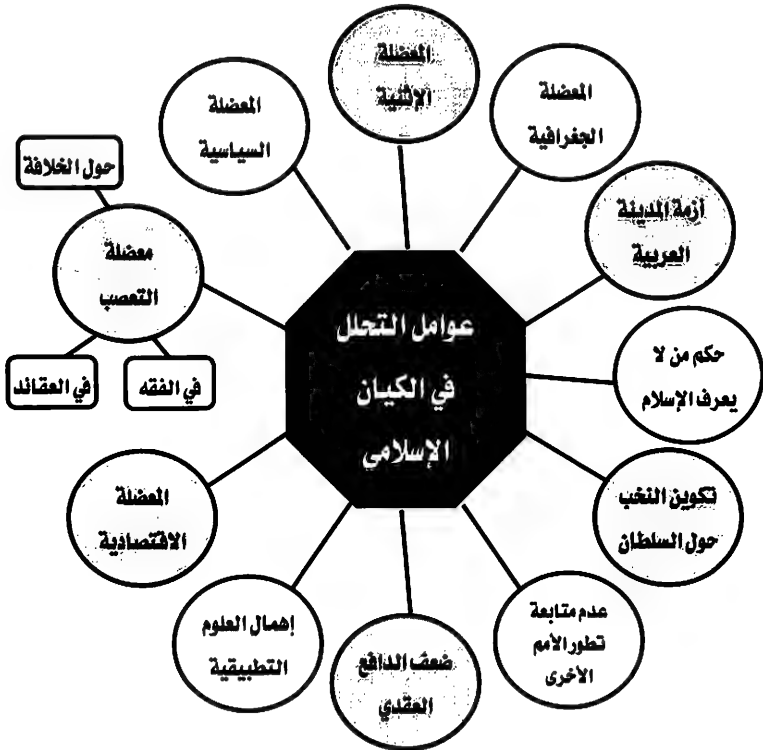 المعضلة
الإثنية
المعضلة
الجغرافية
أزمة المدينة
العربية
حكم من لا
يعرف الإسلام
تكوين النخب
حول السلطان
عدم متابعة
تطور الأمم
الأخرى
ضعف الدافع
العقدي
إهمال العلوم
التطبيقية
المعضلة
الاقتصادية
معضلة
التعصب
حول الخلافة
في الفقه
في العقائد
المعضلة
السياسية
عوامل التحلل
في الكيان
الإسلامي